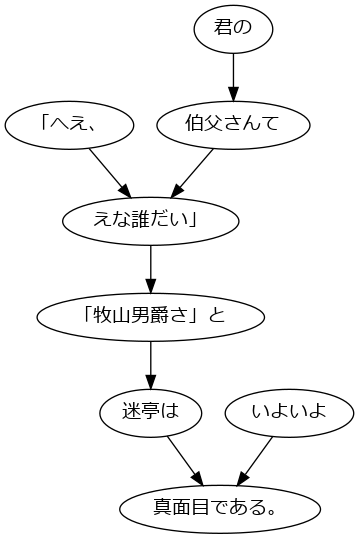 君の
「へえ、
伯父さんて
えな誰だい」
「牧山男爵さ」と
迷亭は
いよいよ
真面目である。